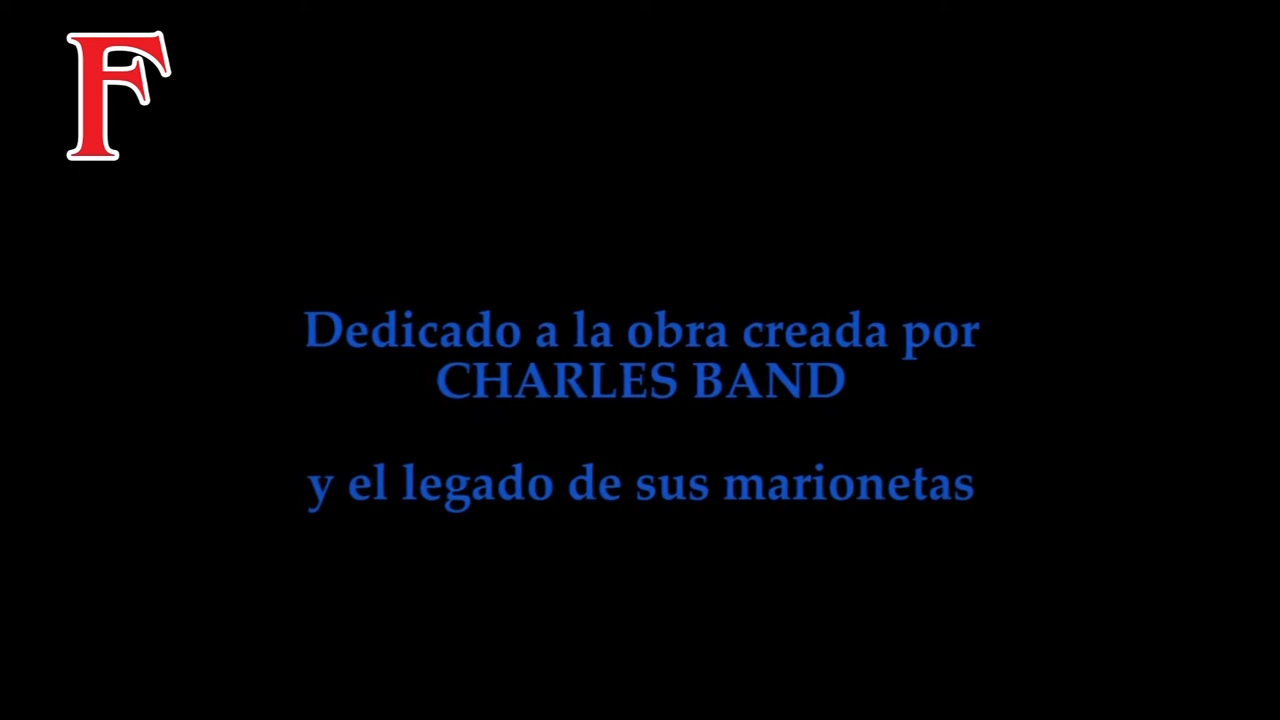 F
Dedicado a la obra creada por
CHARLES BAND
y el legado de sus marionetas